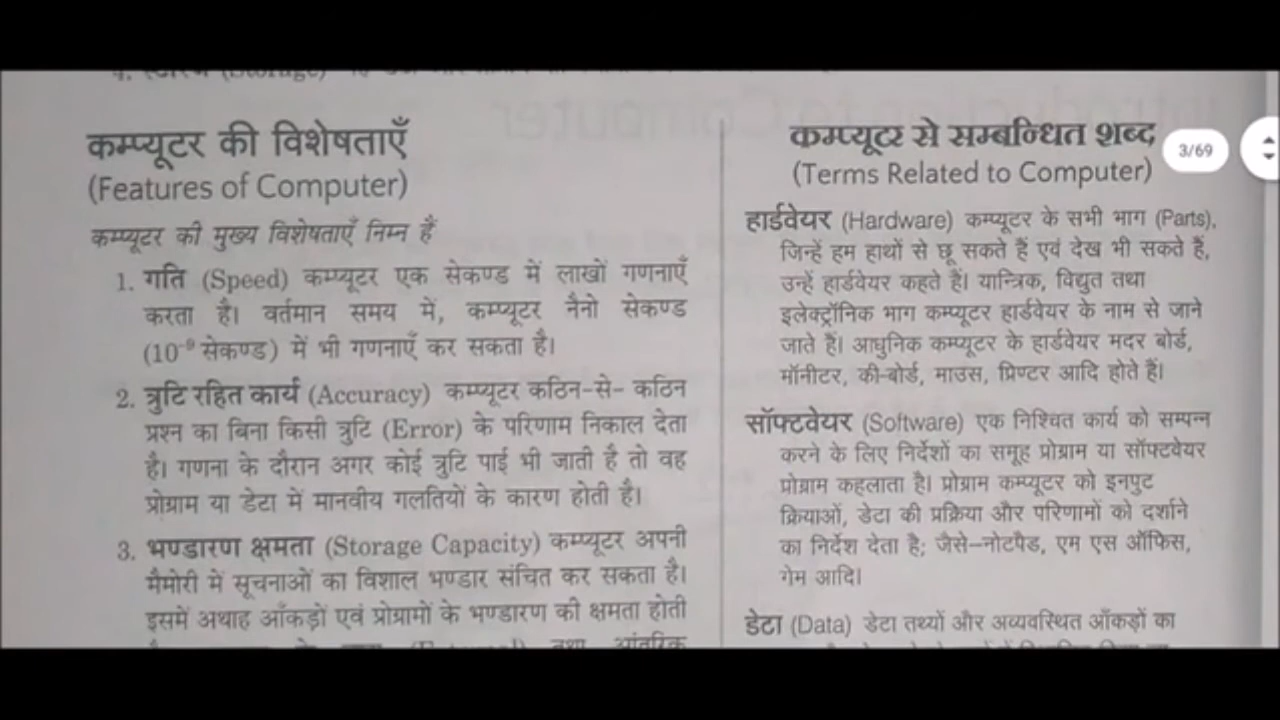 कम्प्यूटर की विशेषताएँ
(Features of Computer)
कम्प्यूटर की मुख्य विशेषताएँ निम्न हैं
1. गति (Speed) कम्प्यूटर एक सेकण्ड में लाखों गणनाएँ
करता है। वर्तमान समय में, कम्प्यूटर नैनो सेकण्ड
(10⁻⁹ सेकण्ड) में भी गणनाएँ कर सकता है।
2. त्रुटि रहित कार्य (Accuracy) कम्प्यूटर कठिन-से- कठिन
प्रश्न का बिना किसी त्रुटि (Error) के परिणाम निकाल देता
है। गणना के दौरान अगर कोई त्रुटि पाई भी जाती है तो वह
प्रोग्राम या डेटा में मानवीय गलतियों के कारण होती है।
3. भण्डारण क्षमता (Storage Capacity) कम्प्यूटर अपनी
मैमोरी में सूचनाओं का विशाल भण्डार संचित कर सकता है।
इसमें अथाह आँकड़ों एवं प्रोग्रामों के भण्डारण की क्षमता होती
कम्प्यूटर से सम्बन्धित शब्द
(Terms Related to Computer)
3/69
हार्डवेयर (Hardware) कम्प्यूटर के सभी भाग (Parts),
जिन्हें हम हाथों से छू सकते हैं एवं देख भी सकते हैं,
उन्हें हार्डवेयर कहते हैं। यान्त्रिक, विद्युत तथा
इलेक्ट्रॉनिक भाग कम्प्यूटर हार्डवेयर के नाम से जाने
जाते हैं। आधुनिक कम्प्यूटर के हार्डवेयर मदर बोर्ड,
मॉनीटर, की-बोर्ड, माउस, प्रिण्टर आदि होते हैं।
सॉफ्टवेयर (Software) एक निश्चित कार्य को सम्पन्न
करने के लिए निर्देशों का समूह प्रोग्राम या सॉफ्टवेयर
प्रोग्राम कहलाता है। प्रोग्राम कम्प्यूटर को इनपुट
क्रियाओं, डेटा की प्रक्रिया और परिणामों को दर्शाने
का निर्देश देता है; जैसे-नोटपैड, एम एस ऑफिस,
गेम आदि।
डेटा (Data) डेटा तथ्यों और अव्यवस्थित आँकड़ों का